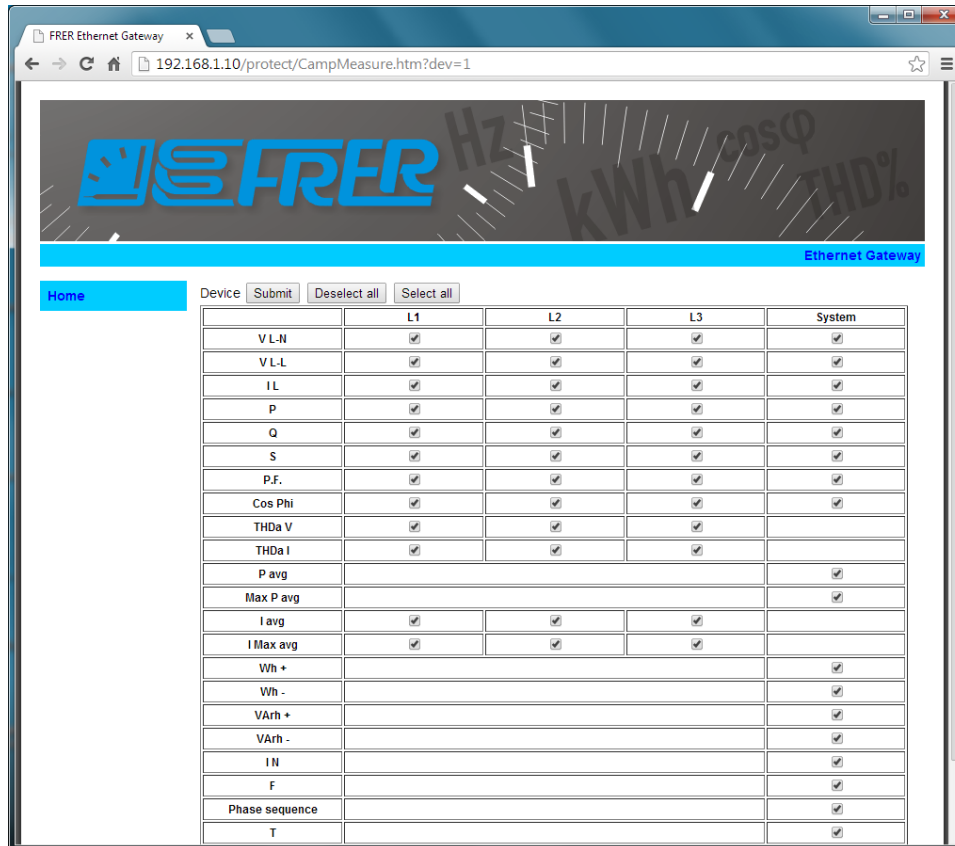 FRER Ethernet Gateway
192.168.1.10/protect/CampMeasure.htm?dev=1
FRER
Hz
kWh
cosφ
THD%
Ethernet Gateway
Home
Device Submit Deselect all Select all
L1 L2 L3 System
V L-N
V L-L
I L
P
Q
S
P.F.
Cos Phi
THDa V
THDa I
P avg
Max P avg
I avg
I Max avg
Wh +
Wh -
VArh +
VArh -
I N
F
Phase sequence
T